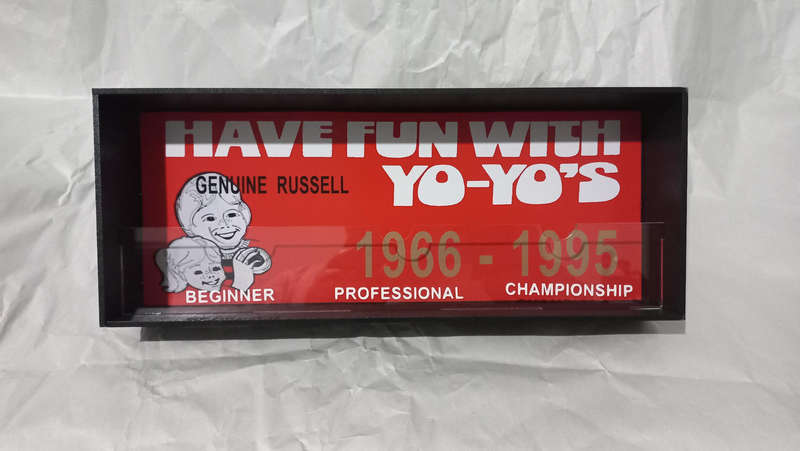 HAVE FUN WITH
GENUINE RUSSELL YO-YO'S
1966 - 1995
BEGINNER PROFESSIONAL CHAMPIONSHIP